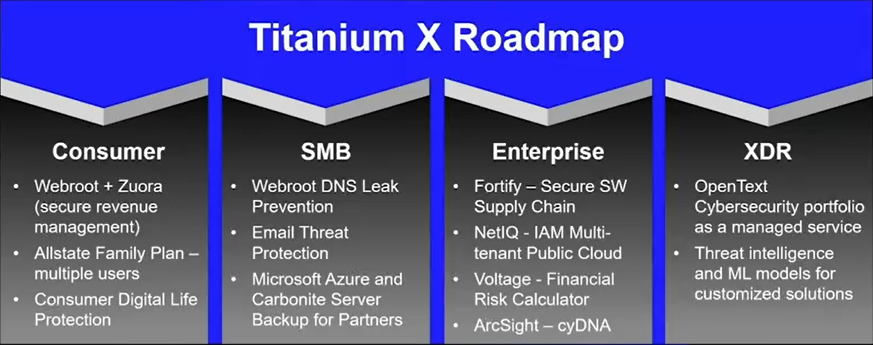 Titanium X Roadmap
Consumer
• Webroot + Zuora
(secure revenue
management)
• Allstate Family Plan –
multiple users
• Consumer Digital Life
Protection
SMB
• Webroot DNS Leak
Prevention
• Email Threat
Protection
• Microsoft Azure and
Carbonite Server
Backup for Partners
Enterprise
• Fortify – Secure SW
Supply Chain
• NetIQ - IAM Multi-
tenant Public Cloud
• Voltage - Financial
Risk Calculator
• ArcSight – cyDNA
XDR
• OpenText
Cybersecurity portfolio
as a managed service
• Threat intelligence
and ML models for
customized solutions